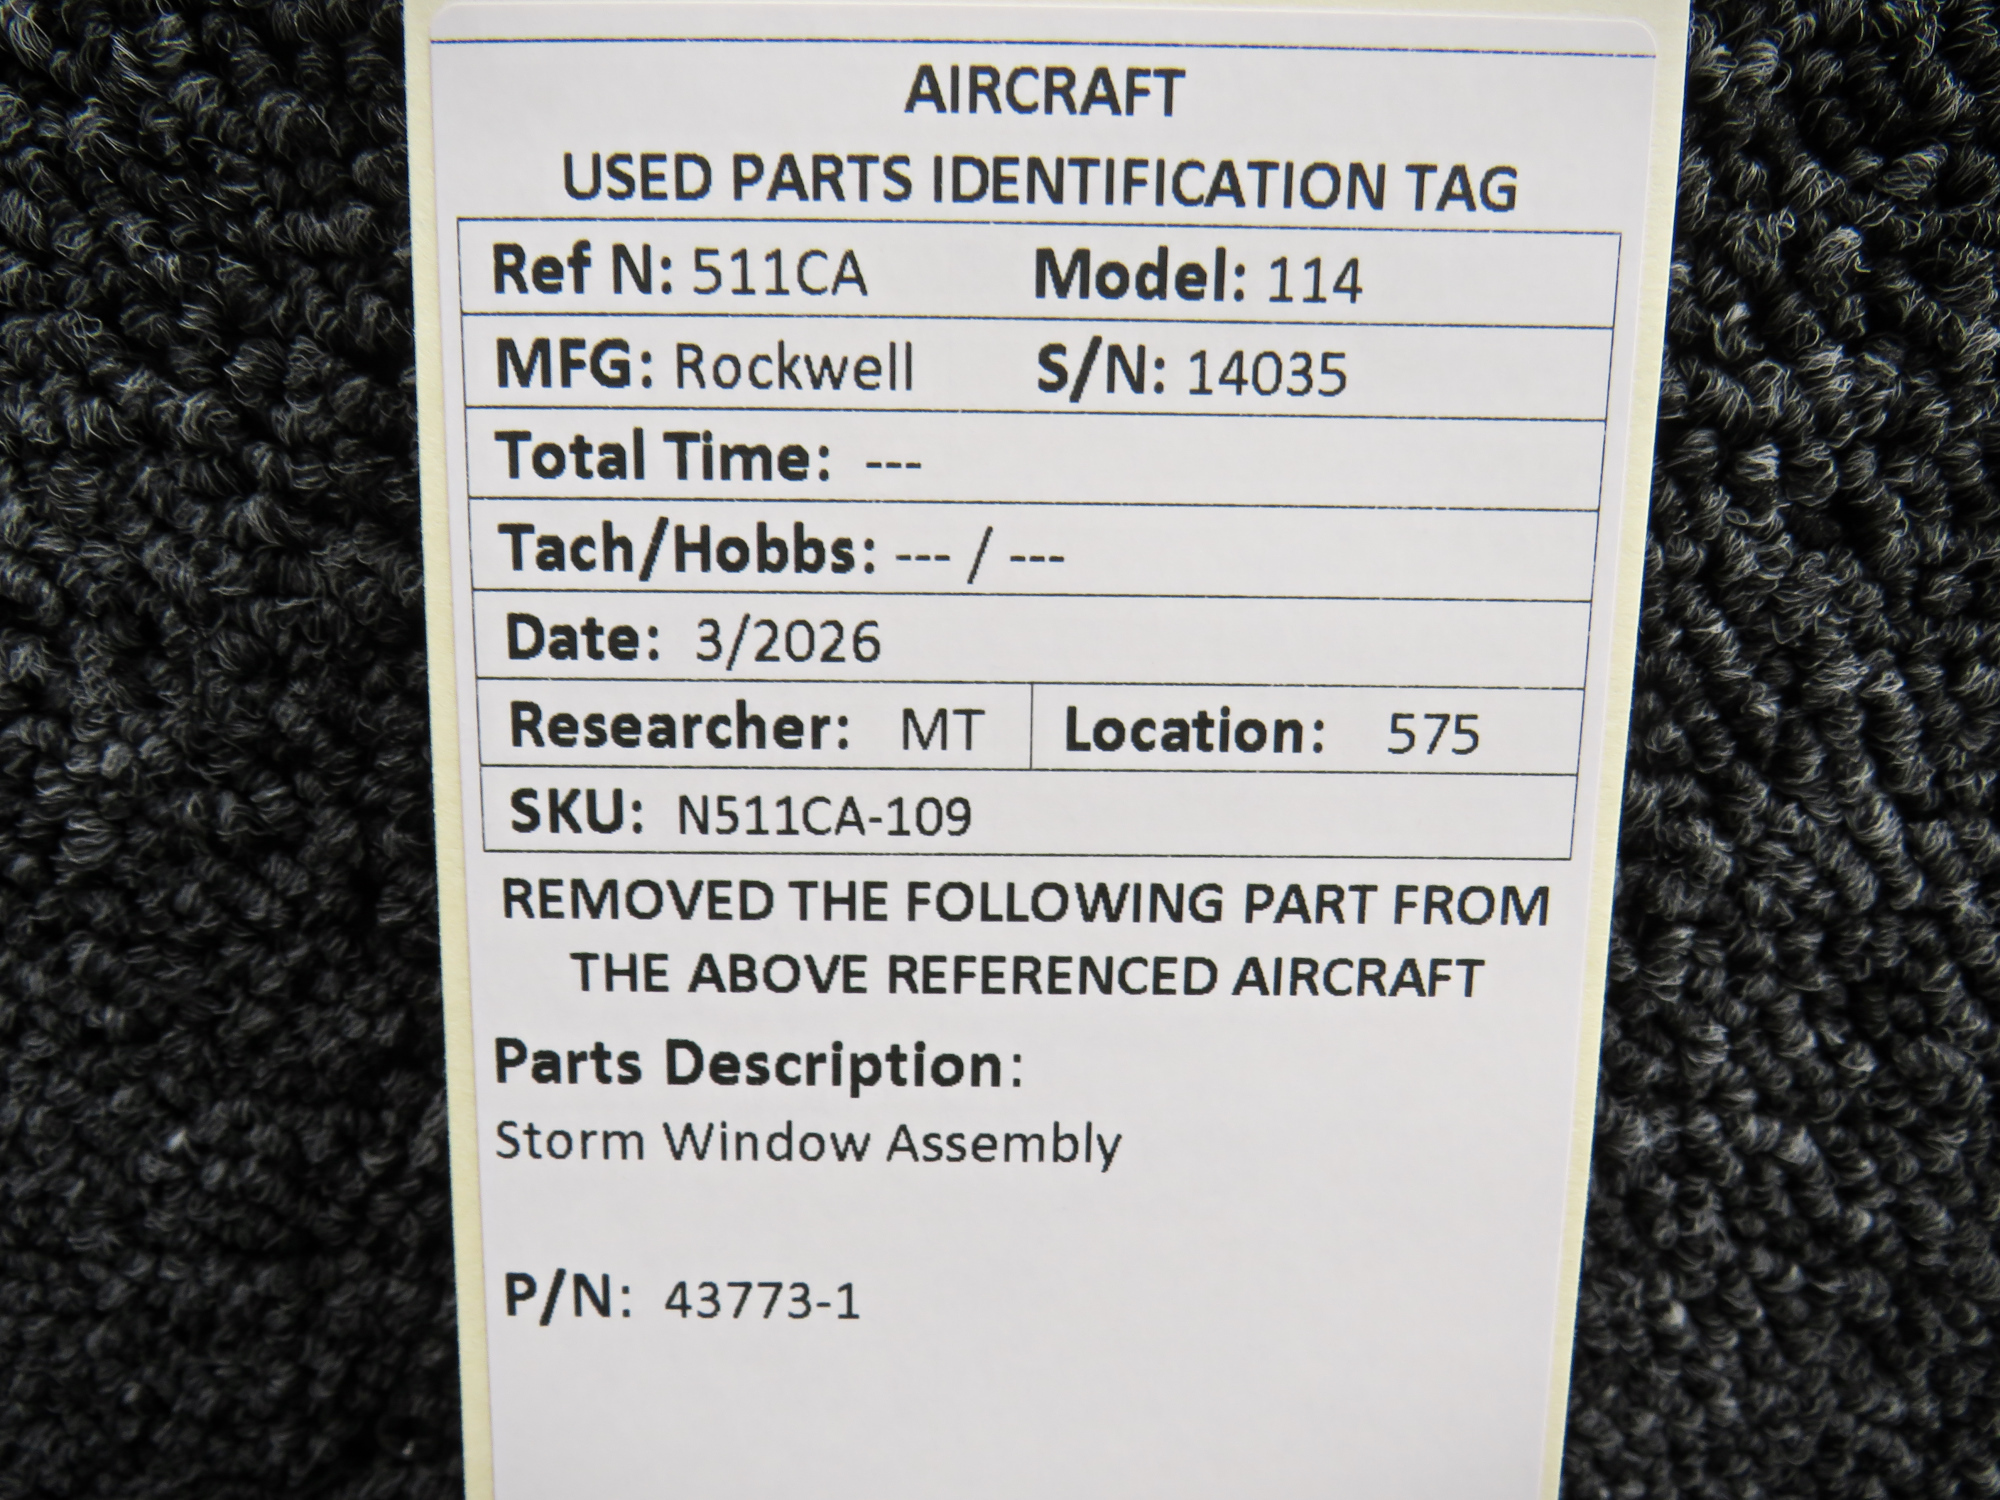 AIRCRAFT
USED PARTS IDENTIFICATION TAG
Ref N: 511CA Model: 114
MFG: Rockwell S/N: 14035
Total Time: ---
Tach/Hobbs: --- / ---
Date: 3/2026
Researcher: MT Location: 575
SKU: N511CA-109
REMOVED THE FOLLOWING PART FROM
THE ABOVE REFERENCED AIRCRAFT
Parts Description:
Storm Window Assembly
P/N: 43773-1